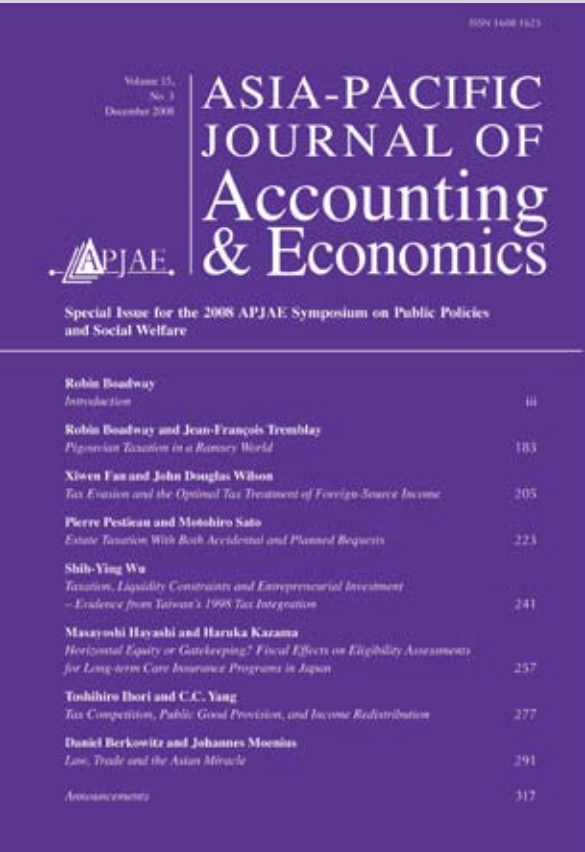 ISSN 1608 1625
Volume 15,
No. 3
December 2008
ASIA-PACIFIC
JOURNAL OF
Accounting
& Economics
APJAE
Special Issue for the 2008 APJAE Symposium on Public Policies
and Social Welfare
Robin Boadway
Introduction iii
Robin Boadway and Jean-François Tremblay
Pigouvian Taxation in a Ramsey World 183
Xiwen Fan and John Douglas Wilson
Tax Evasion and the Optimal Tax Treatment of Foreign-Source Income 205
Pierre Pestieau and Motohiro Sato
Estate Taxation With Both Accidental and Planned Bequests 223
Shih-Ying Wu
Taxation, Liquidity Constraints and Entrepreneurial Investment
– Evidence from Taiwan's 1998 Tax Integration 241
Masayoshi Hayashi and Haruka Kazama
Horizontal Equity or Gatekeeping? Fiscal Effects on Eligibility Assessments
for Long-term Care Insurance Programs in Japan 257
Toshihiro Ihori and C.C. Yang
Tax Competition, Public Good Provision, and Income Redistribution 277
Daniel Berkowitz and Johannes Moenius
Law, Trade and the Asian Miracle 291
Announcements 317